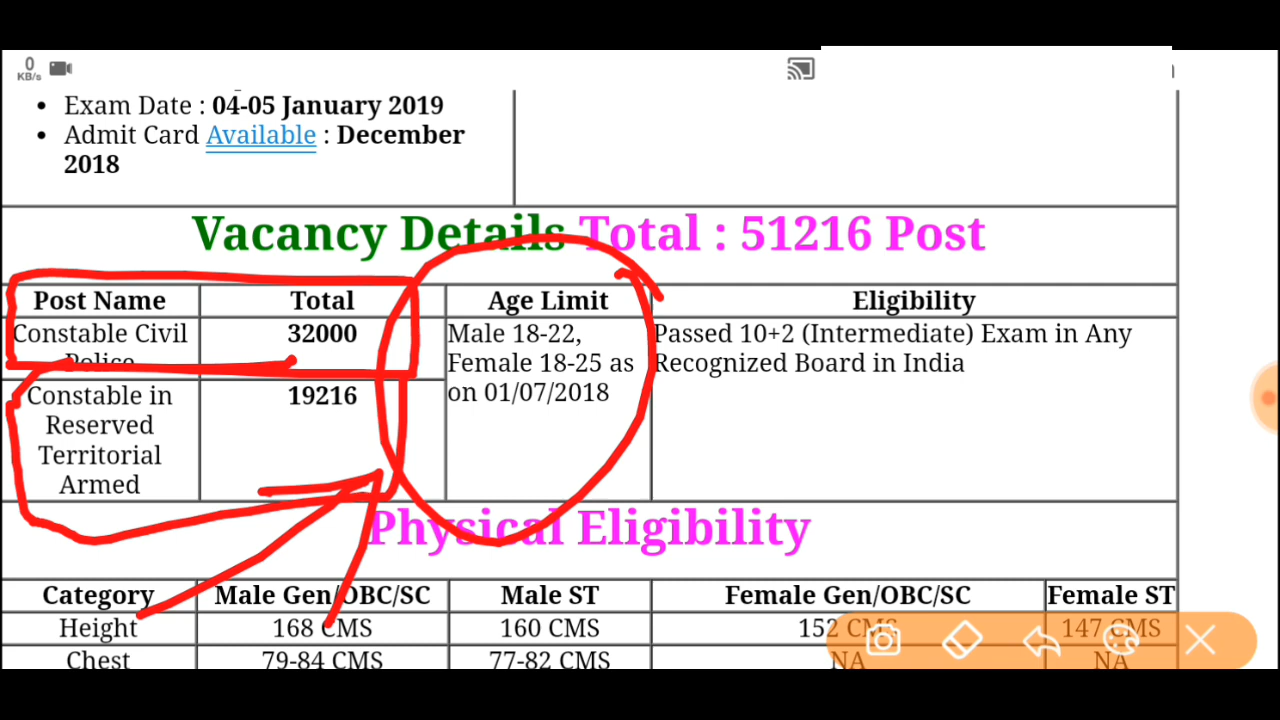 0
KB/s
• Exam Date : 04-05 January 2019
• Admit Card Available : December
2018
Vacancy Details Total : 51216 Post
Post Name Total Age Limit Eligibility
Constable Civil
Police
32000
Male 18-22,
Female 18-25 as
on 01/07/2018
Passed 10+2 (Intermediate) Exam in Any
Recognized Board in India
Constable in
Reserved
Territorial
Armed
19216
Physical Eligibility
Category Male Gen/OBC/SC Male ST Female Gen/OBC/SC Female ST
Height 168 CMS 160 CMS 152 CMS 147 CMS
Chest 79-84 CMS 77-82 CMS NA NA